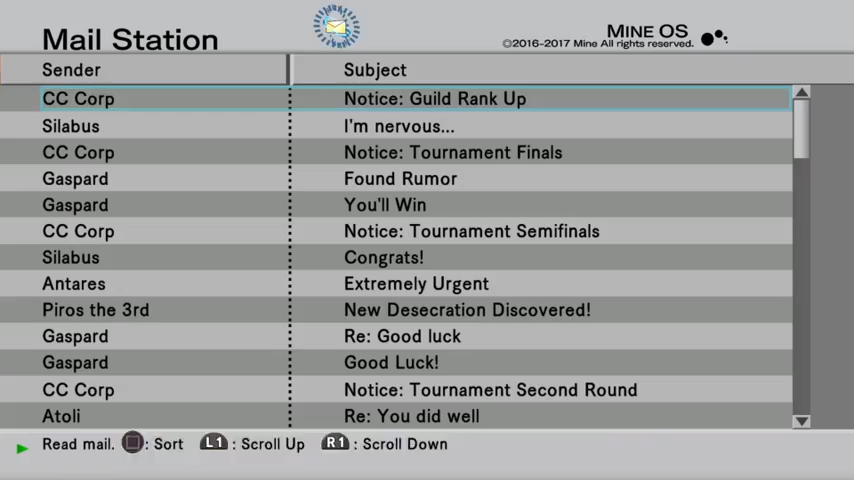 Mail Station
MINE OS
©2016-2017 Mine All rights reserved.
Sender Subject
CC Corp Notice: Guild Rank Up
Silabus I'm nervous...
CC Corp Notice: Tournament Finals
Gaspard Found Rumor
Gaspard You'll Win
CC Corp Notice: Tournament Semifinals
Silabus Congrats!
Antares Extremely Urgent
Piros the 3rd New Desecration Discovered!
Gaspard Re: Good luck
Gaspard Good Luck!
CC Corp Notice: Tournament Second Round
Atoli Re: You did well
Read mail. : Sort L1 : Scroll Up R1 : Scroll Down